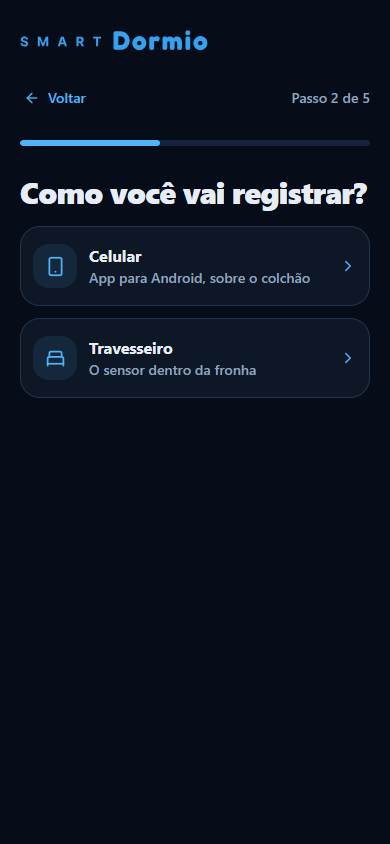 SMART Dormio
Voltar
Passo 2 de 5
Como você vai registrar?
Celular
App para Android, sobre o colchão
Travesseiro
O sensor dentro da fronha